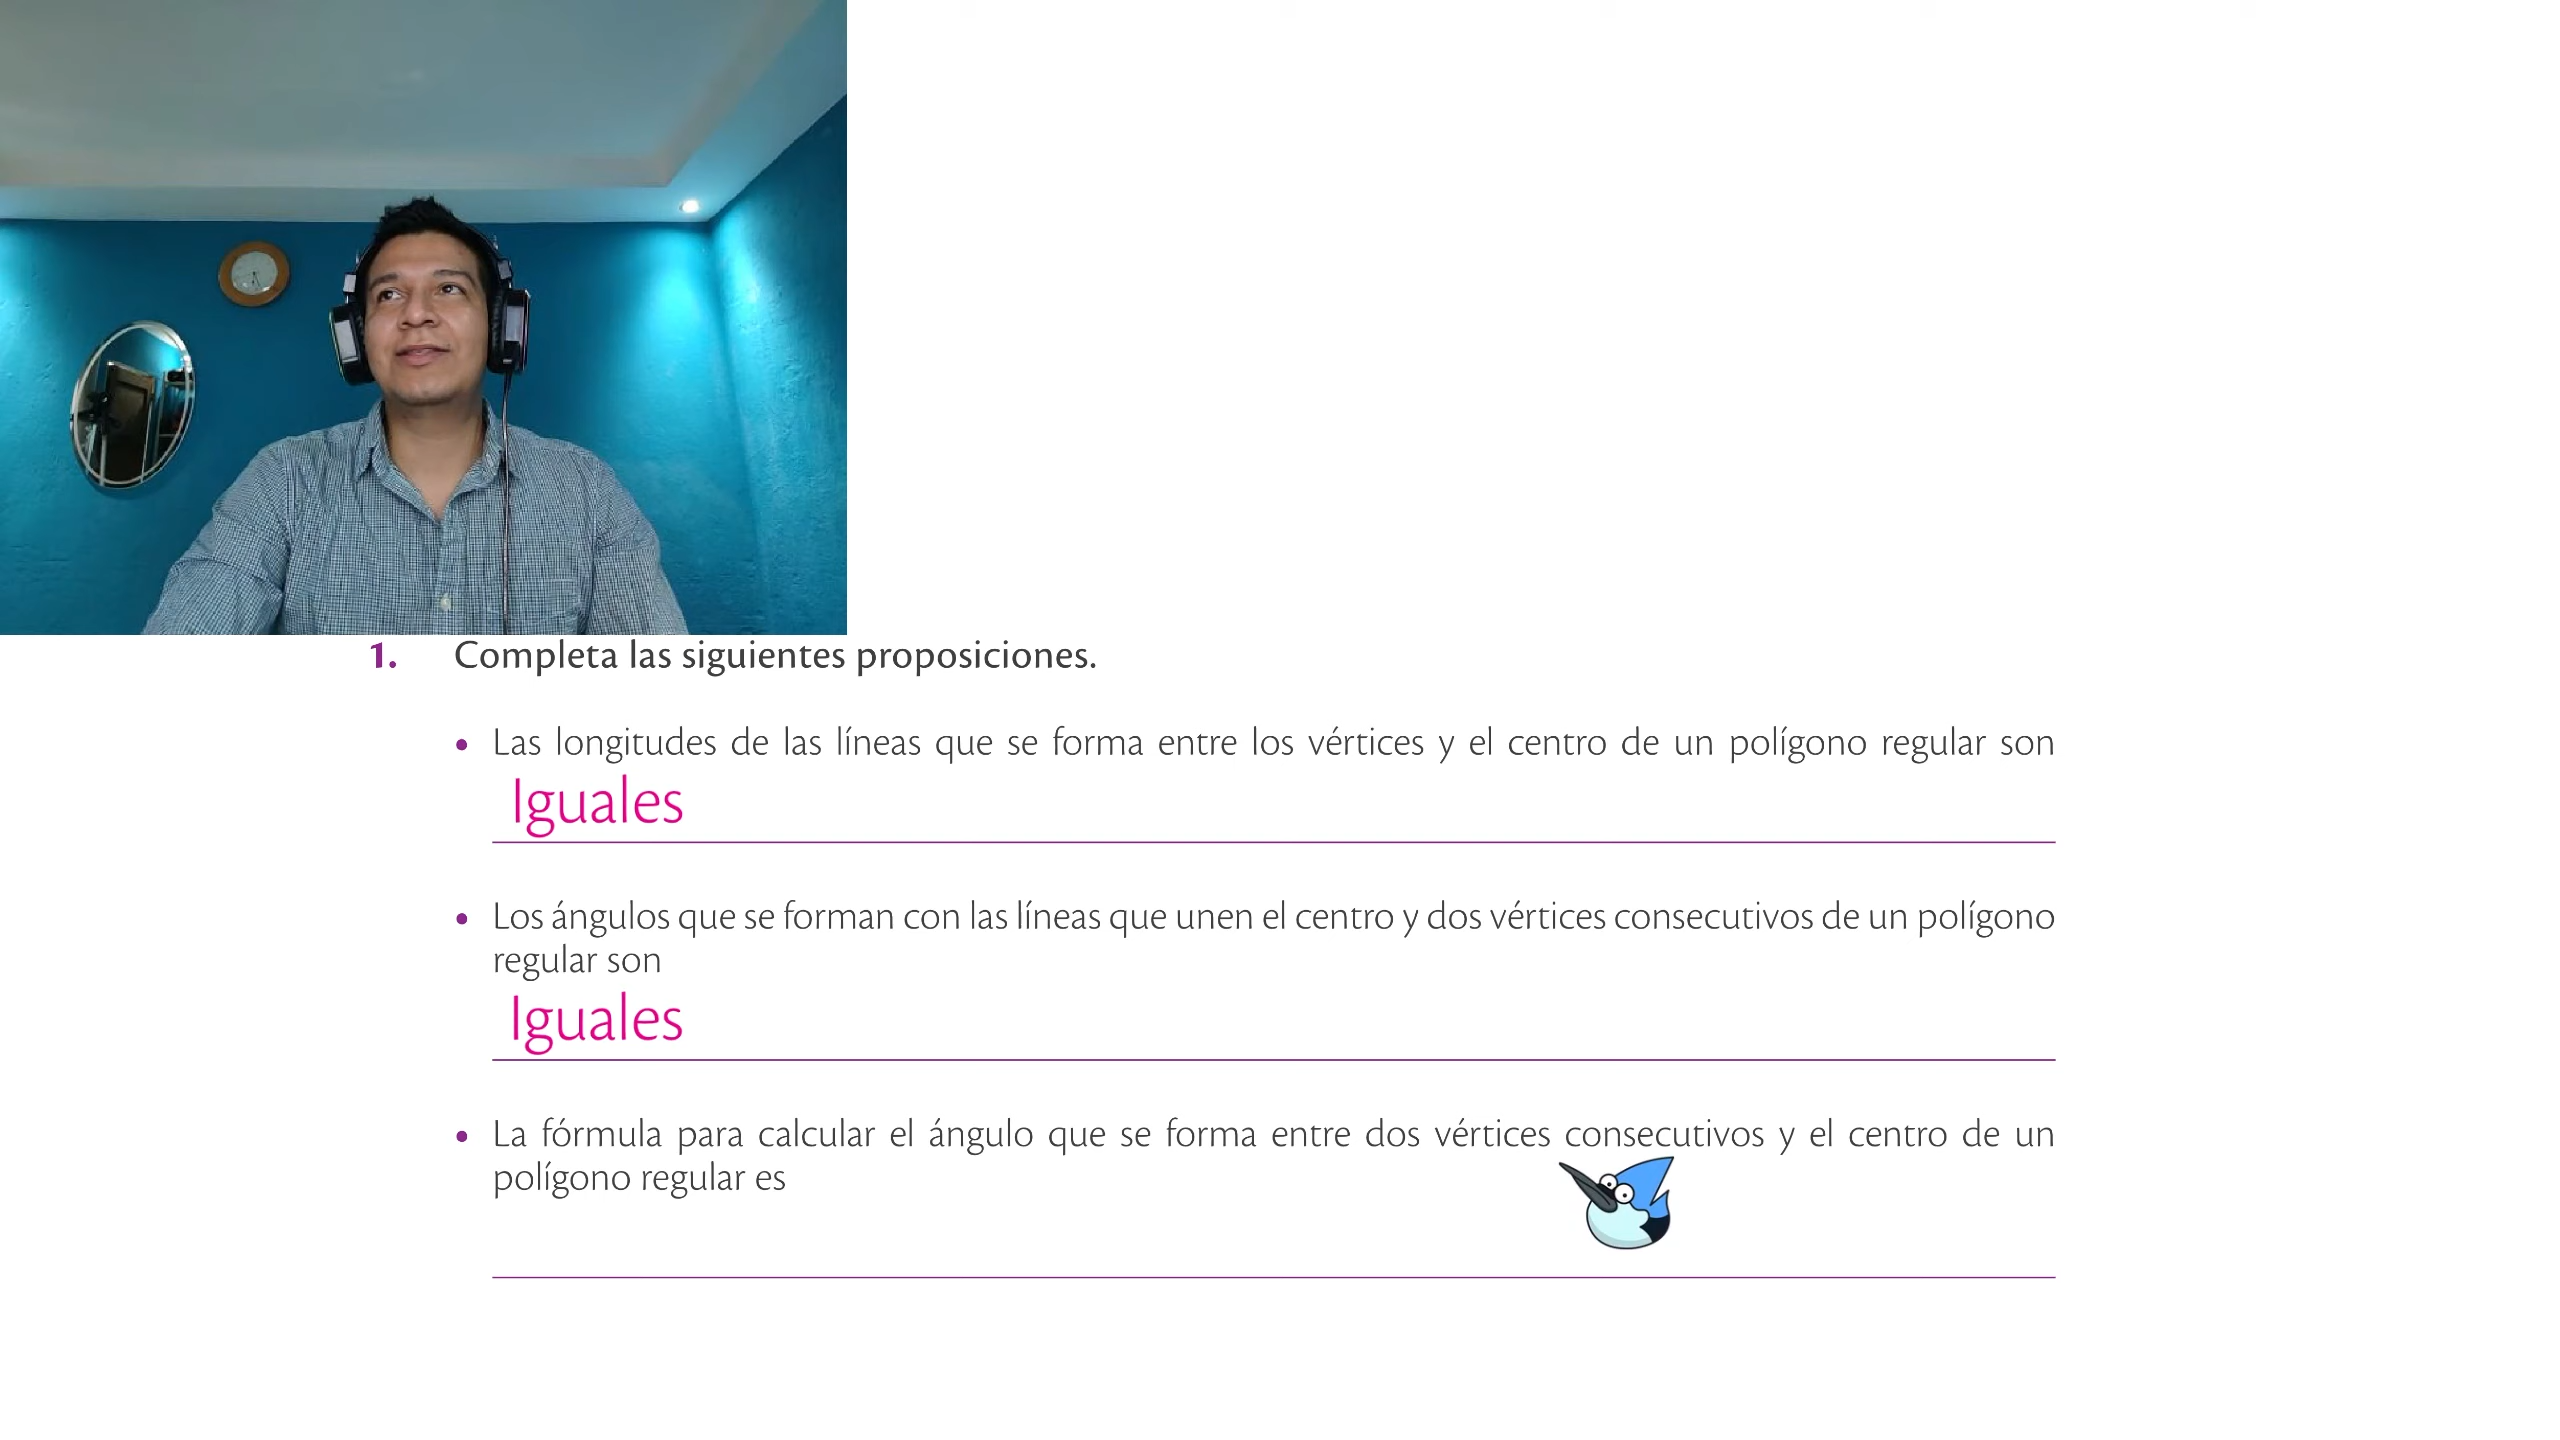 1. Completa las siguientes proposiciones.
• Las longitudes de las líneas que se forma entre los vértices y el centro de un polígono regular son
Iguales
• Los ángulos que se forman con las líneas que unen el centro y dos vértices consecutivos de un polígono
regular son
Iguales
• La fórmula para calcular el ángulo que se forma entre dos vértices consecutivos y el centro de un
polígono regular es